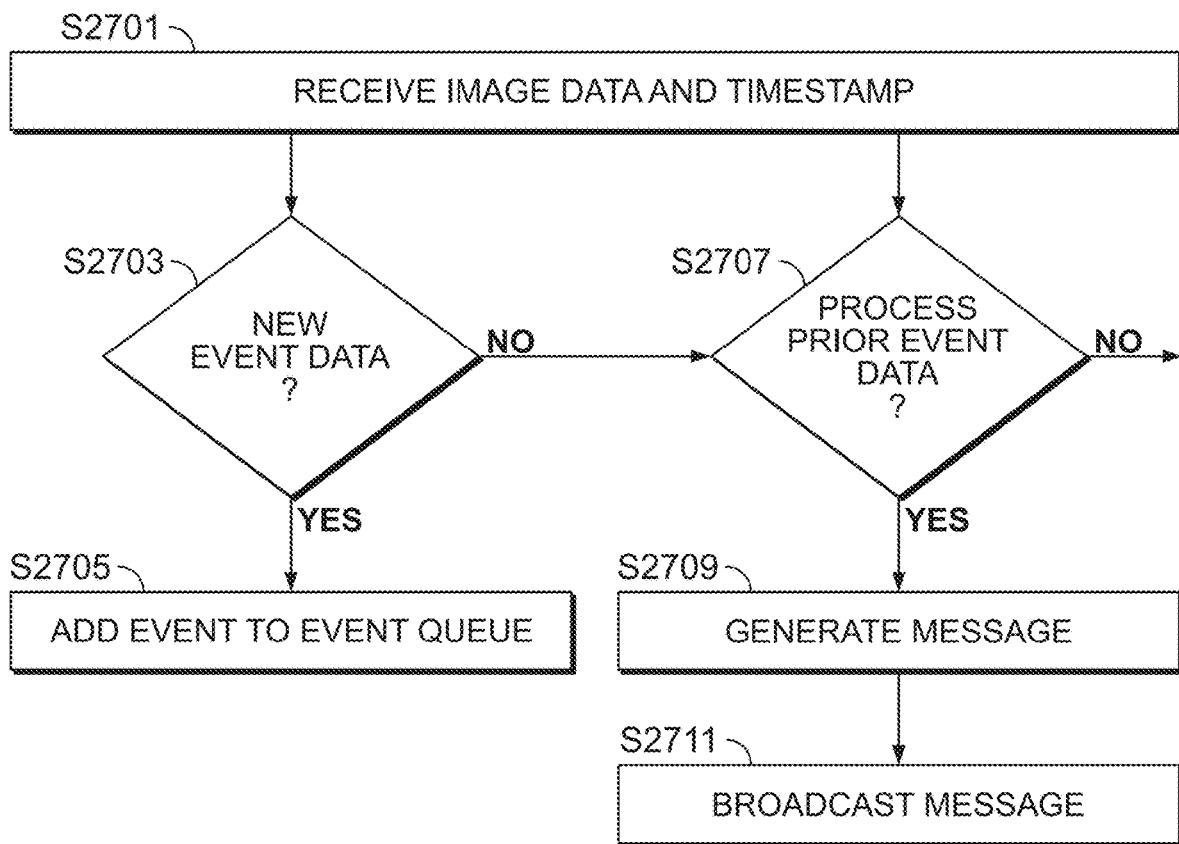 S2701
RECEIVE IMAGE DATA AND TIMESTAMP
S2703
NEW
EVENT DATA
?
NO
YES
S2705
ADD EVENT TO EVENT QUEUE
S2707
PROCESS
PRIOR EVENT
DATA
?
NO
YES
S2709
GENERATE MESSAGE
S2711
BROADCAST MESSAGE